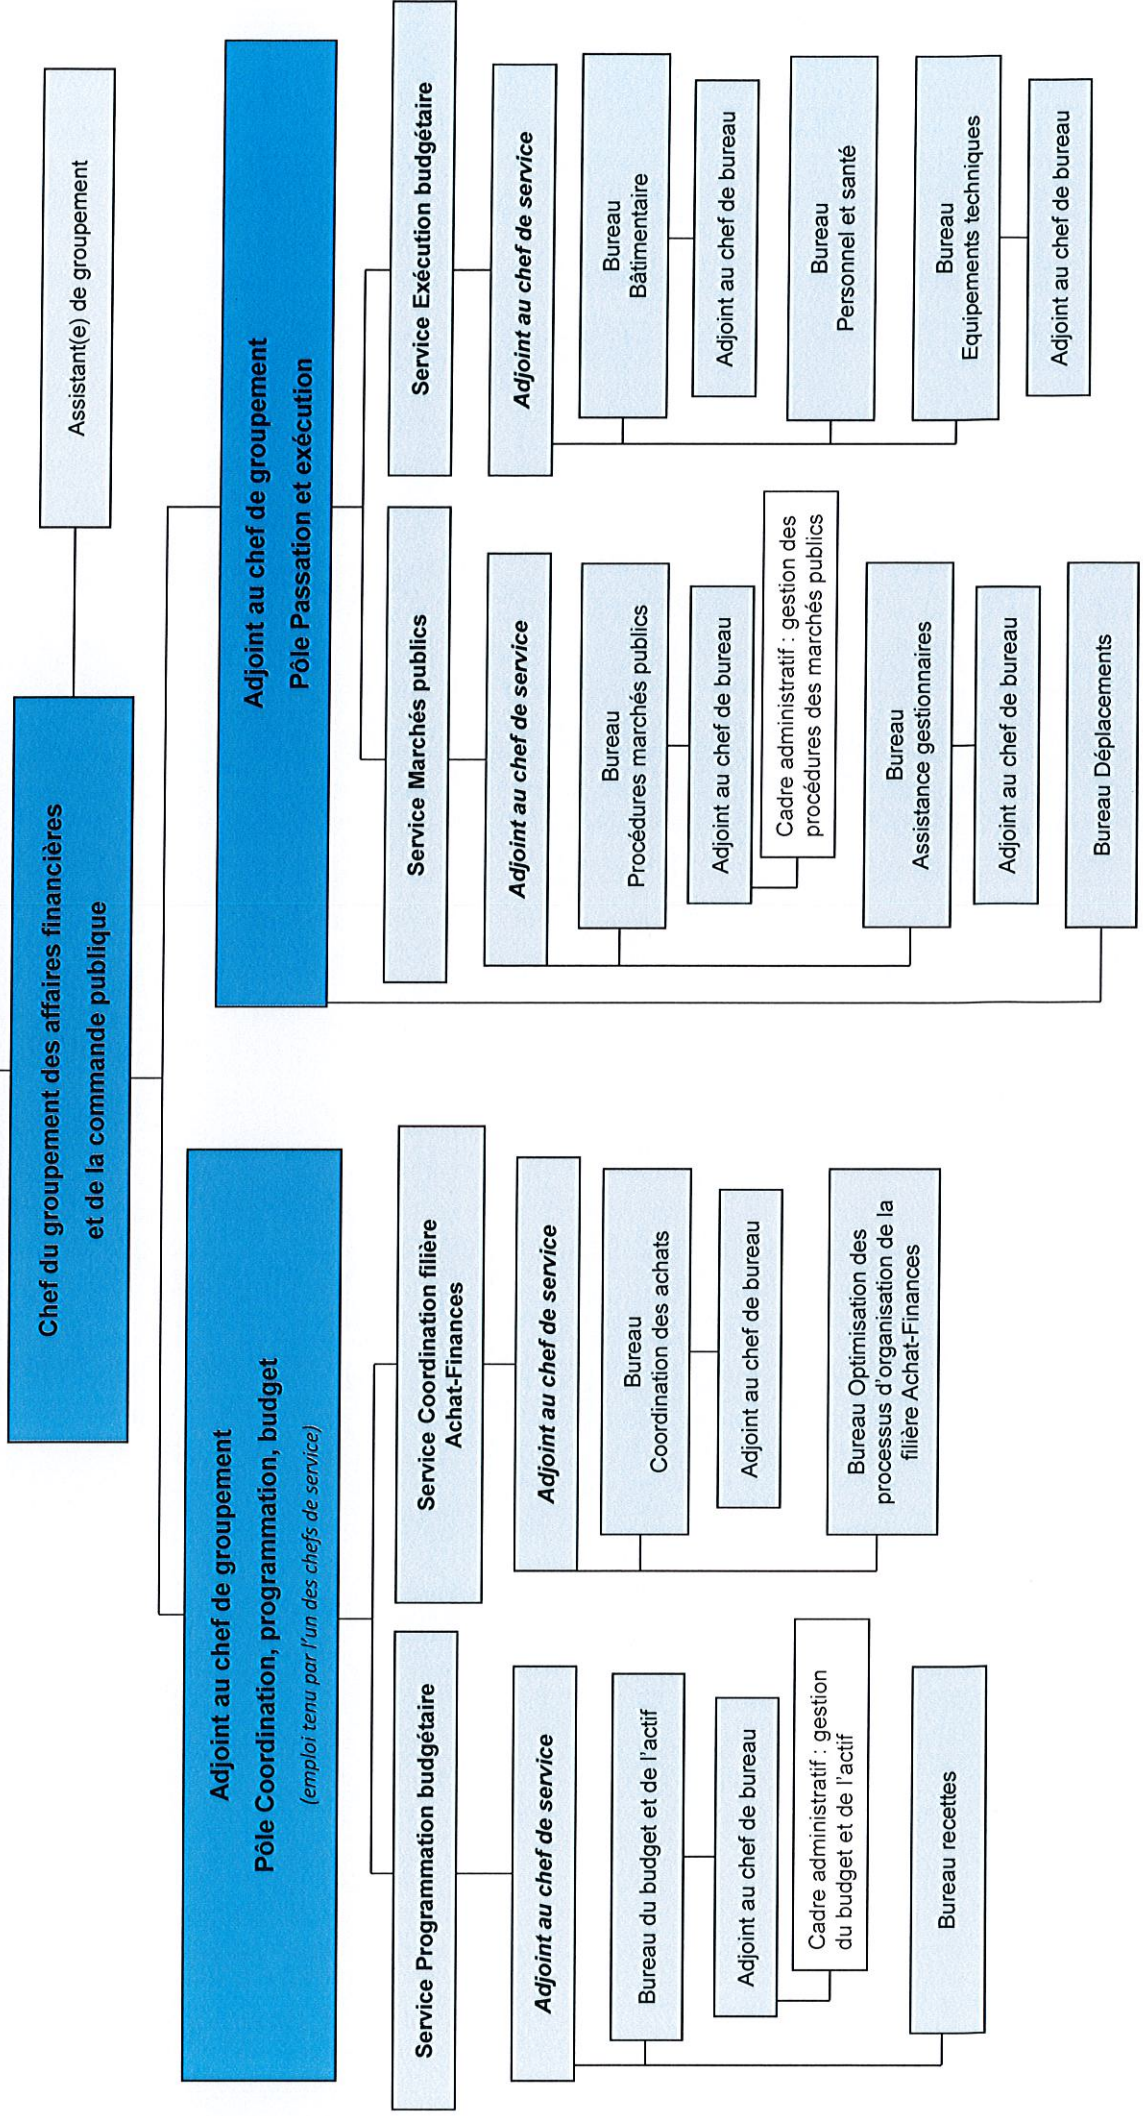 Chef du groupement des affaires financières
et de la commande publique
Assistant(e) de groupement
Adjoint au chef de groupement
Pôle Coordination, programmation, budget
(emploi tenu par l'un des chefs de service)
Service Programmation budgétaire
Adjoint au chef de service
Bureau du budget et de l'actif
Adjoint au chef de bureau
Cadre administratif : gestion
du budget et de l'actif
Bureau recettes
Service Coordination filière
Achat-Finances
Adjoint au chef de service
Bureau
Coordination des achats
Adjoint au chef de bureau
Bureau Optimisation des
processus d'organisation de la
filière Achat-Finances
Adjoint au chef de groupement
Pôle Passation et exécution
Service Marchés publics
Adjoint au chef de service
Bureau
Procédures marchés publics
Adjoint au chef de bureau
Cadre administratif : gestion des
procédures des marchés publics
Bureau
Assistance gestionnaires
Adjoint au chef de bureau
Bureau Déplacements
Service Exécution budgétaire
Adjoint au chef de service
Bureau
Bâtimentaire
Adjoint au chef de bureau
Bureau
Personnel et santé
Bureau
Equipements techniques
Adjoint au chef de bureau